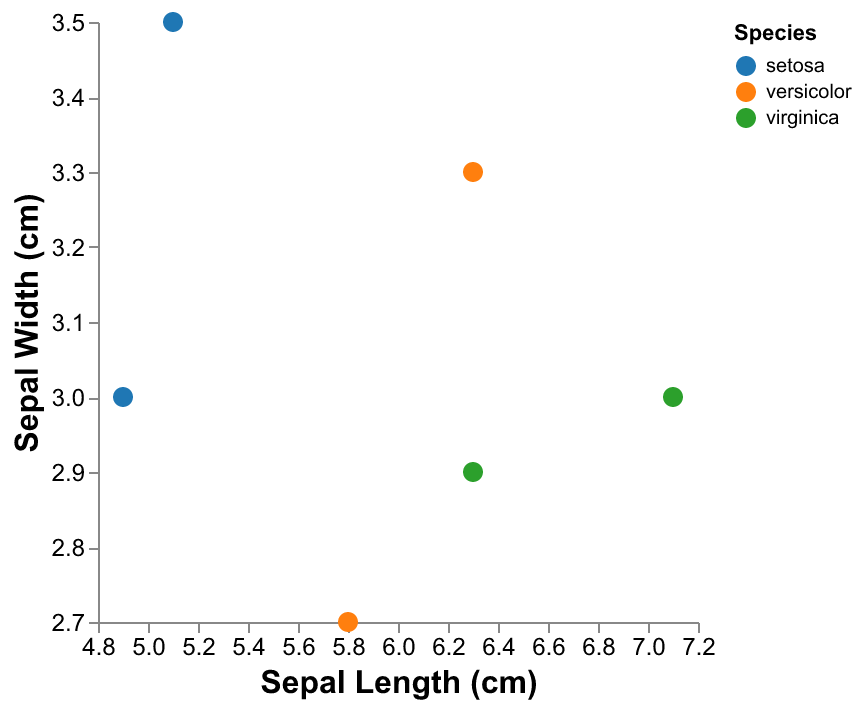 3.5
3.4
3.3
3.2
3.1
3.0
2.9
2.8
2.7
Sepal Width (cm)
4.8 5.0 5.2 5.4 5.6 5.8 6.0 6.2 6.4 6.6 6.8 7.0 7.2
Sepal Length (cm)
Species
setosa
versicolor
virginica